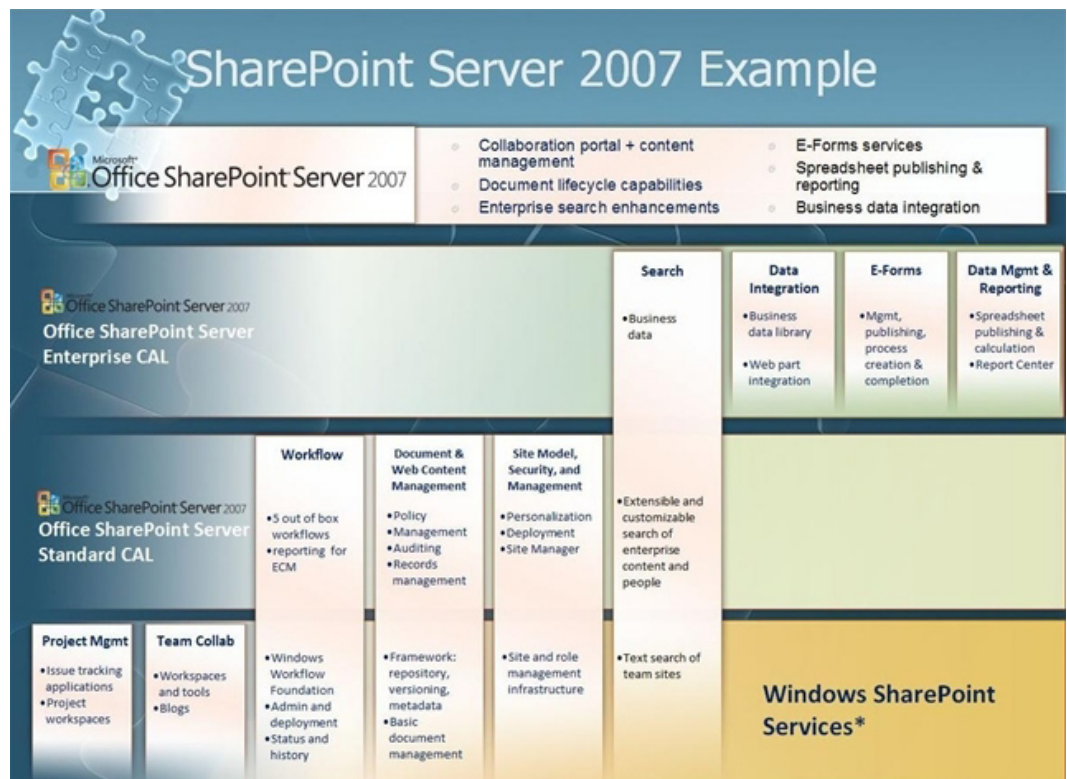 SharePoint Server 2007 Example
Microsoft®
Office SharePoint Server 2007
Collaboration portal + content
management
Document lifecycle capabilities
Enterprise search enhancements
E-Forms services
Spreadsheet publishing &
reporting
Business data integration
Office SharePoint Server 2007
Office SharePoint Server
Enterprise CAL
Search
•Business
data
Data
Integration
•Business
data library
•Web part
integration
E-Forms
•Mgmt,
publishing,
process
creation &
completion
Data Mgmt &
Reporting
•Spreadsheet
publishing &
calculation
•Report Center
Office SharePoint Server 2007
Office SharePoint Server
Standard CAL
Workflow
•5 out of box
workflows
•reporting for
ECM
Document &
Web Content
Management
•Policy
•Management
•Auditing
•Records
management
Site Model,
Security, and
Management
•Personalization
•Deployment
•Site Manager
•Extensible and
customizable
search of
enterprise
content and
people
Project Mgmt
•Issue tracking
applications
•Project
workspaces
Team Collab
•Workspaces
and tools
•Blogs
•Windows
Workflow
Foundation
•Admin and
deployment
•Status and
history
•Framework:
repository,
versioning,
metadata
•Basic
document
management
•Site and role
management
infrastructure
•Text search of
team sites
Windows SharePoint
Services*